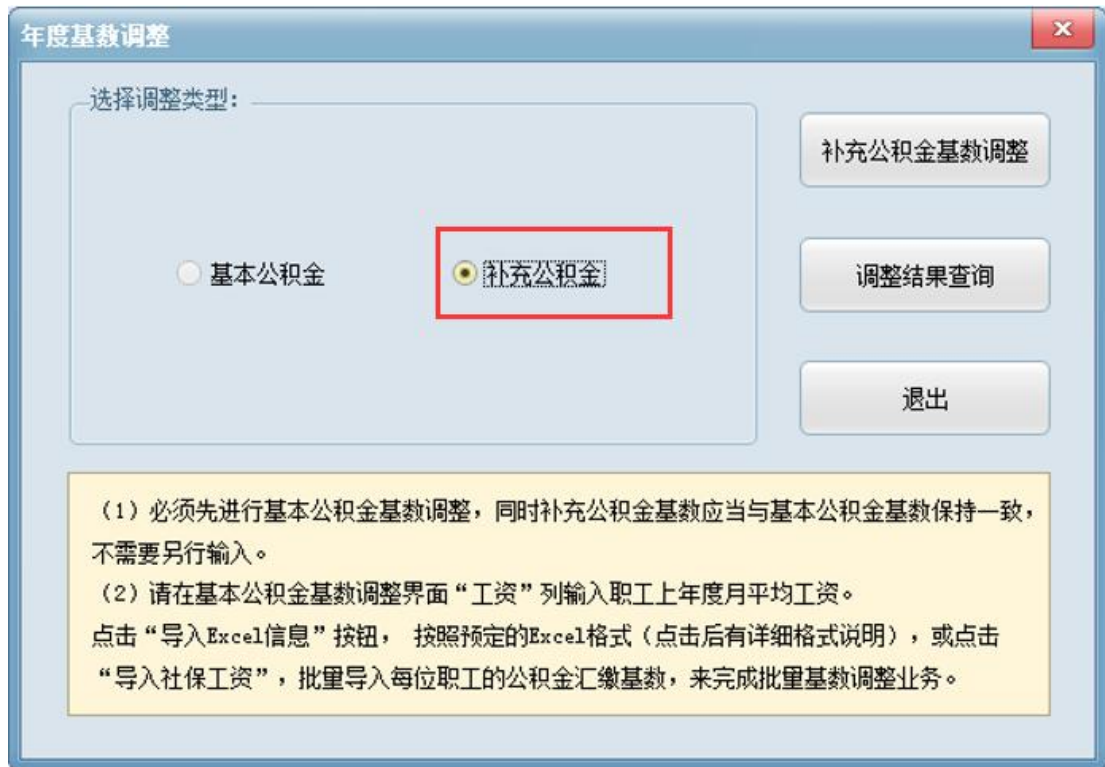 年度基数调整
选择调整类型:
补充公积金基数调整
基本公积金
补充公积金
调整结果查询
退出
(1)必须先进行基本公积金基数调整,同时补充公积金基数应当与基本公积金基数保持一致,
不需要另行输入。
(2)请在基本公积金基数调整界面“工资”列输入职工上年度月平均工资。
点击“导入Excel信息”按钮, 按照预定的Excel格式(点击后有详细格式说明),或点击
“导入社保工资”,批量导入每位职工的公积金汇缴基数,来完成批量基数调整业务。